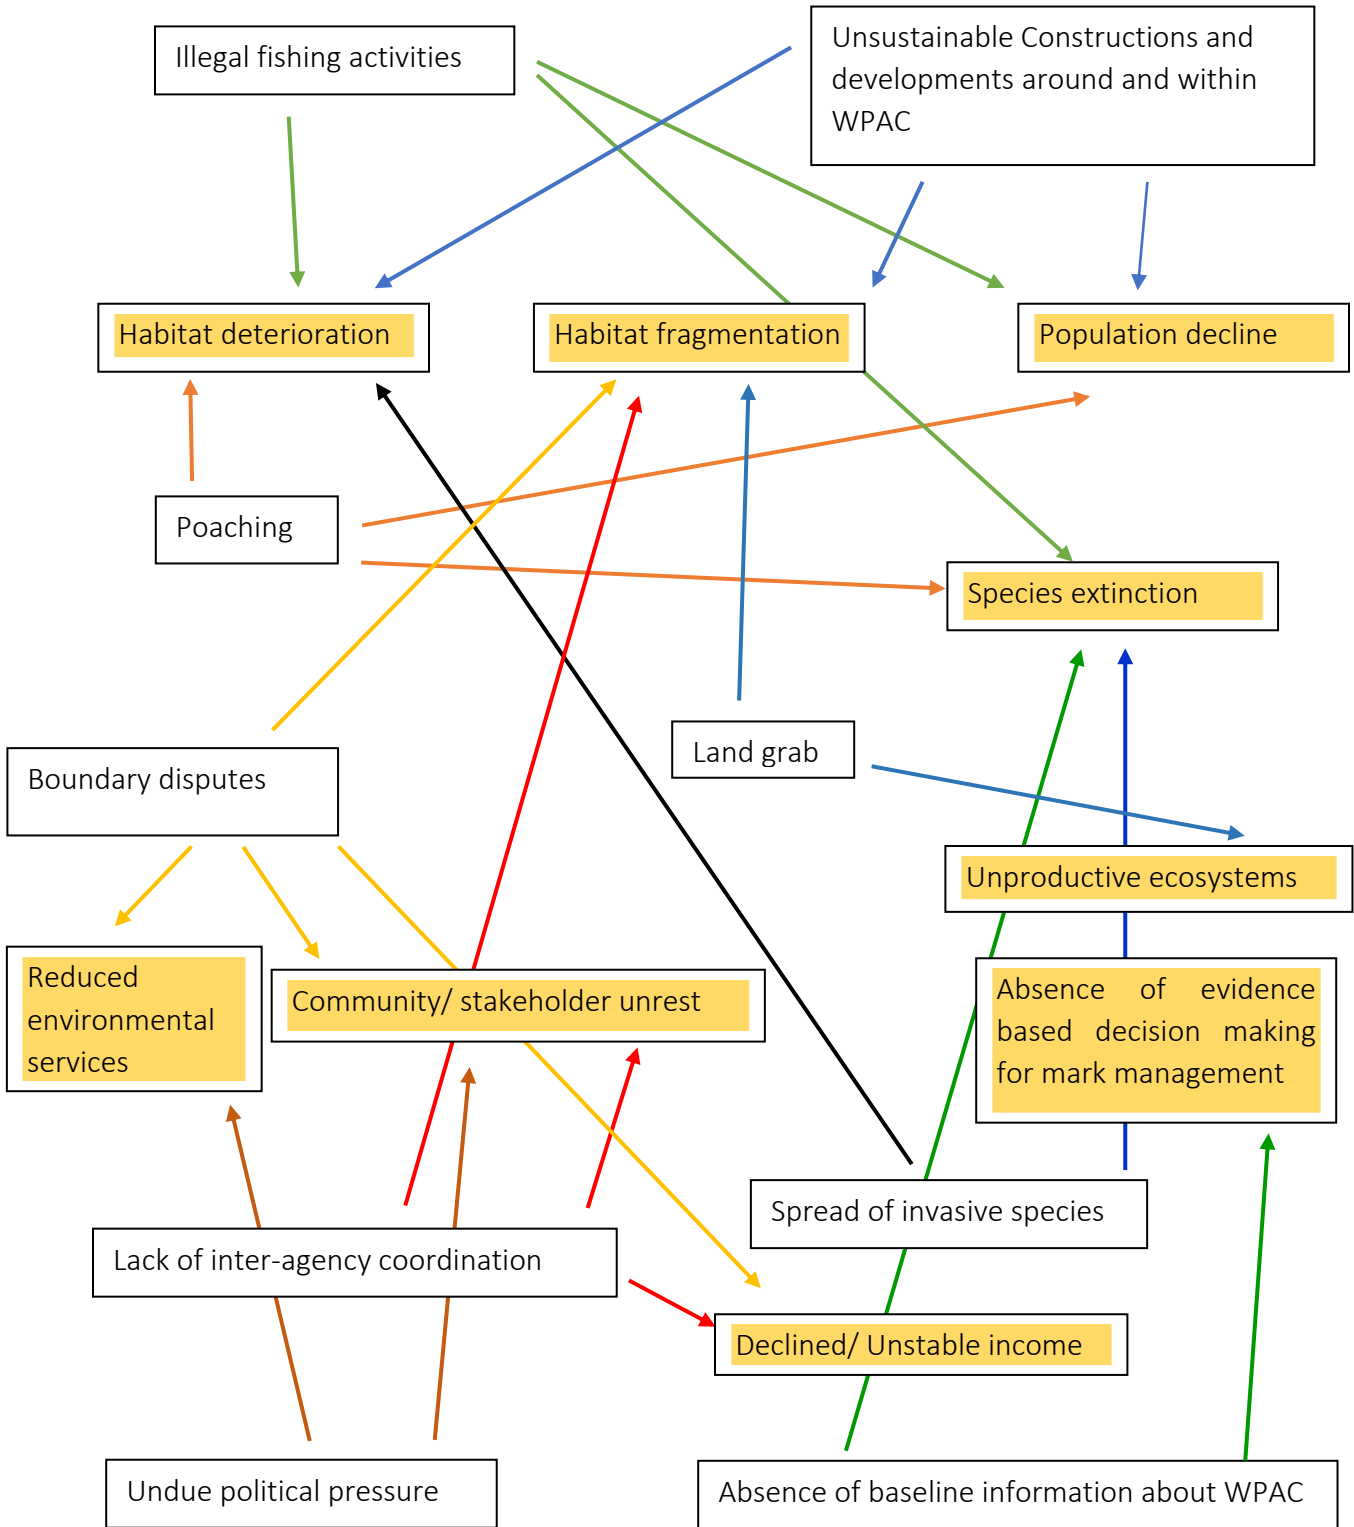 Illegal fishing activities
Unsustainable Constructions and
developments around and within
WPAC
Habitat deterioration
Habitat fragmentation
Population decline
Poaching
Species extinction
Land grab
Boundary disputes
Unproductive ecosystems
Reduced
environmental
services
Community/ stakeholder unrest
Absence of evidence
based decision making
for mark management
Spread of invasive species
Lack of inter-agency coordination
Declined/ Unstable income
Undue political pressure
Absence of baseline information about WPAC